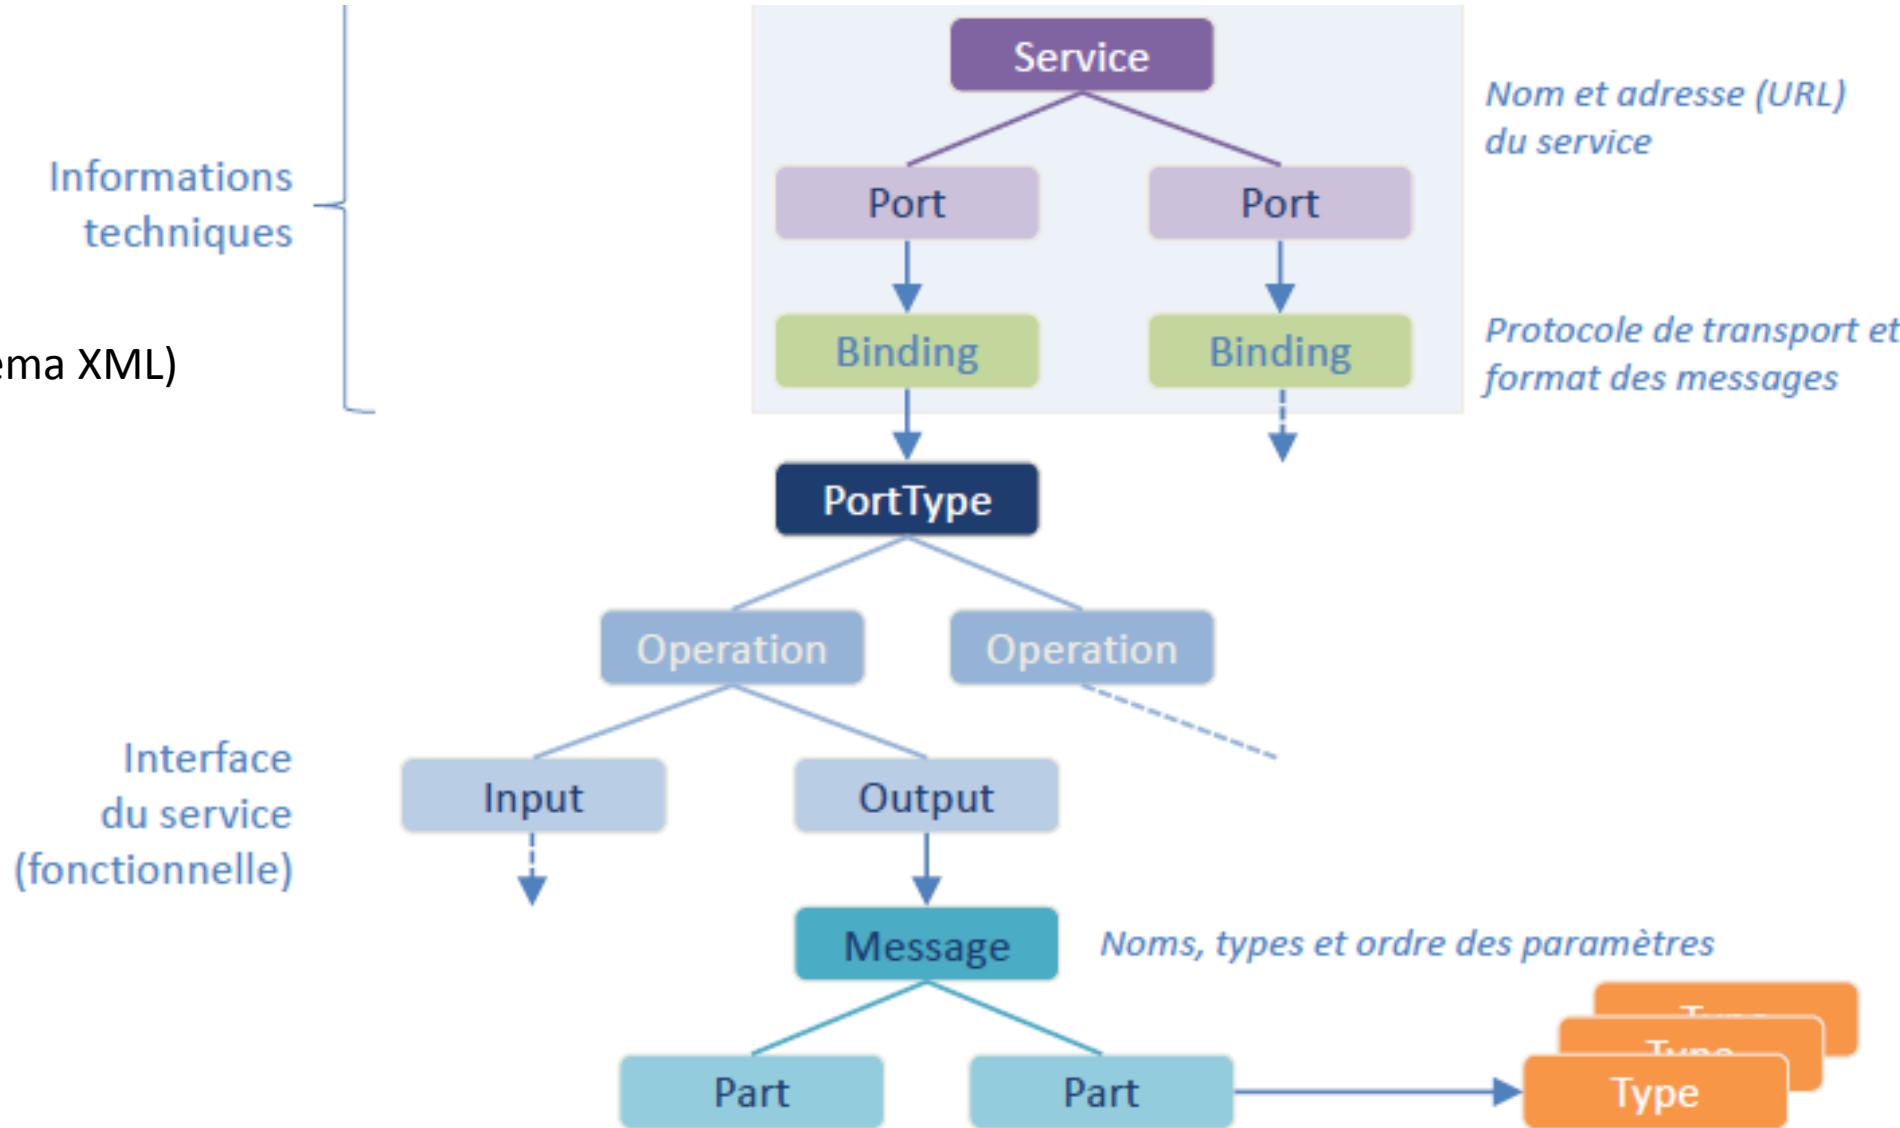 Service
Nom et adresse (URL)
du service
Informations
techniques
Port
Port
Binding
Binding
Protocole de transport et
format des messages
XML)
PortType
Operation
Operation
Interface
du service
(fonctionnelle)
Input
Output
Message
Noms, types et ordre des paramètres
Type
Type
Part
Part
Type